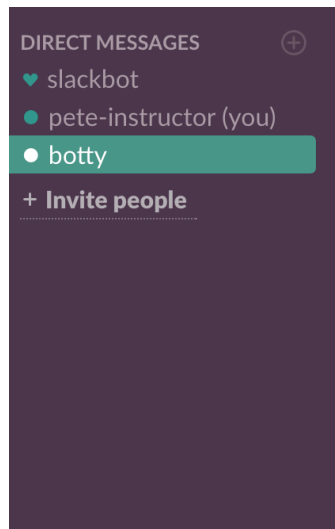 DIRECT MESSAGES
slackbot
pete-instructor (you)
botty
+ Invite people